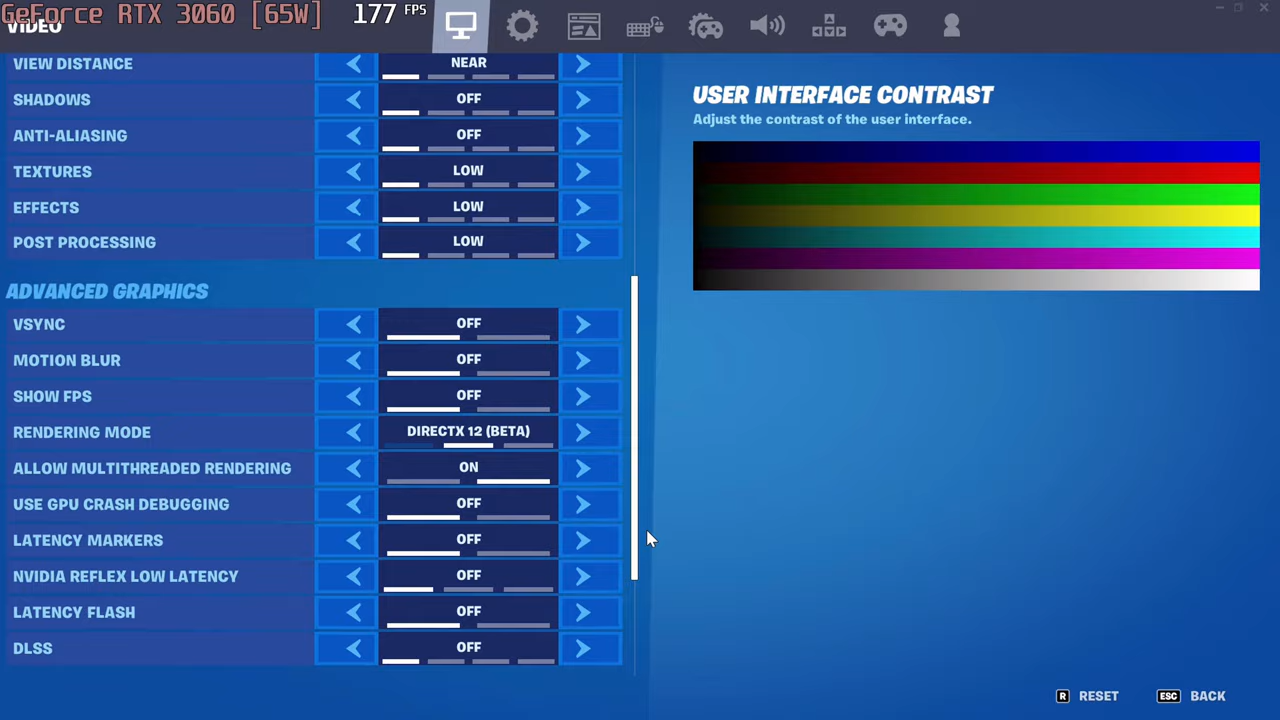 GeForce RTX 3060 [65W] 177 FPS
VIDEO
VIEW DISTANCE NEAR
SHADOWS OFF
ANTI-ALIASING OFF
TEXTURES LOW
EFFECTS LOW
POST PROCESSING LOW
ADVANCED GRAPHICS
VSYNC OFF
MOTION BLUR OFF
SHOW FPS OFF
RENDERING MODE DIRECTX 12 (BETA)
ALLOW MULTITHREADED RENDERING ON
USE GPU CRASH DEBUGGING OFF
LATENCY MARKERS OFF
NVIDIA REFLEX LOW LATENCY OFF
LATENCY FLASH OFF
DLSS OFF
USER INTERFACE CONTRAST
Adjust the contrast of the user interface.
R RESET ESC BACK